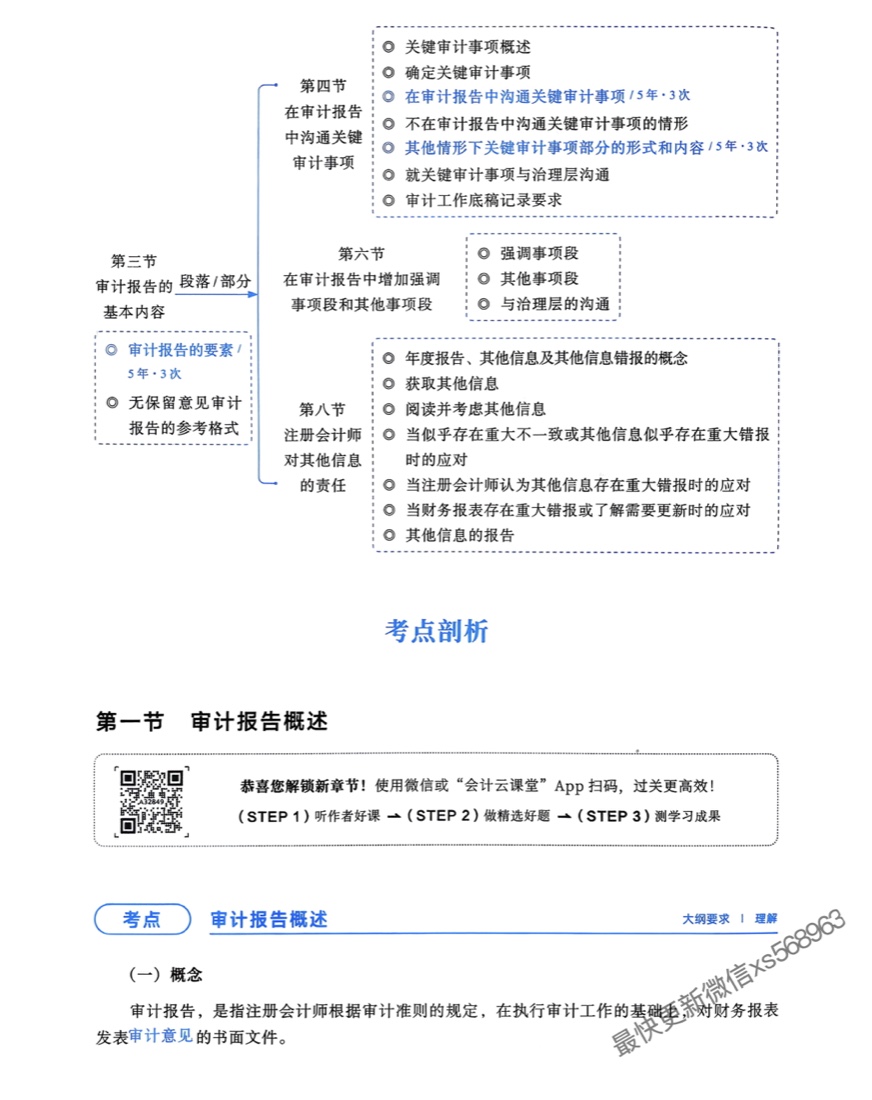 第三节
审计报告的
基本内容
◎ 审计报告的要素 /
5年·3次
◎ 无保留意见审计
报告的参考格式
段落/部分
第四节
在审计报告
中沟通关键
审计事项
◎ 关键审计事项概述
◎ 确定关键审计事项
◎ 在审计报告中沟通关键审计事项 /5年·3次
◎ 不在审计报告中沟通关键审计事项的情形
◎ 其他情形下关键审计事项部分的形式和内容 /5年·3次
◎ 就关键审计事项与治理层沟通
◎ 审计工作底稿记录要求
第六节
在审计报告中增加强调
事项段和其他事项段
◎ 强调事项段
◎ 其他事项段
◎ 与治理层的沟通
第八节
注册会计师
对其他信息
的责任
◎ 年度报告、其他信息及其他信息错报的概念
◎ 获取其他信息
◎ 阅读并考虑其他信息
◎ 当似乎存在重大不一致或其他信息似乎存在重大错报
时的应对
◎ 当注册会计师认为其他信息存在重大错报时的应对
◎ 当财务报表存在重大错报或了解需要更新时的应对
◎ 其他信息的报告
考点剖析
第一节 审计报告概述
A32849
恭喜您解锁新章节！使用微信或“会计云课堂”App 扫码，过关更高效！
（STEP 1）听作者好课 ⇀（STEP 2）做精选好题 ⇀（STEP 3）测学习成果
考点 审计报告概述 大纲要求 | 理解
（一）概念
审计报告，是指注册会计师根据审计准则的规定，在执行审计工作的基础上，对财务报表
发表审计意见的书面文件。
最快更新微信xs568963